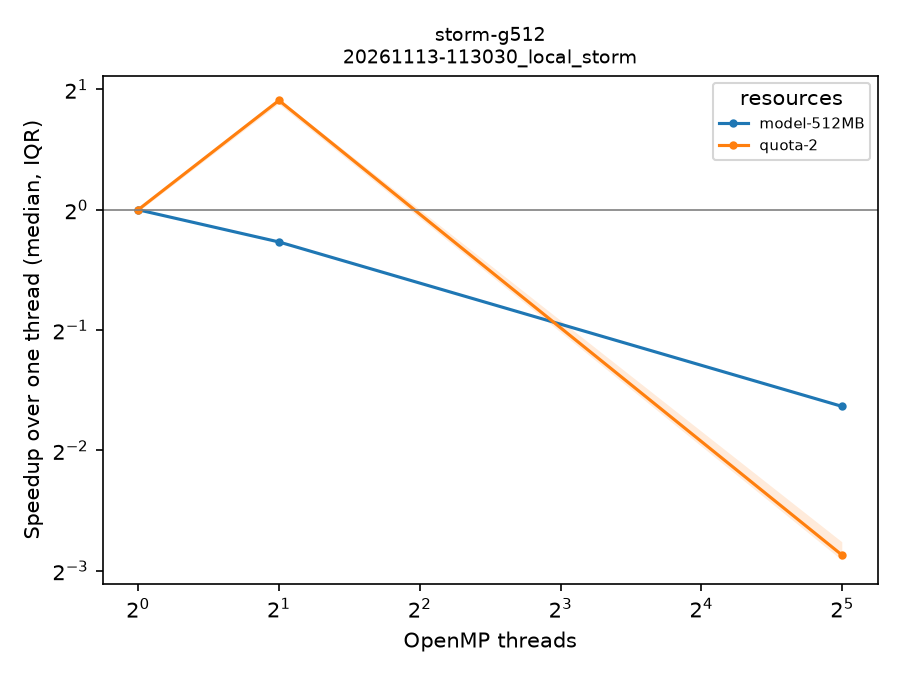 storm-g512
20261113-113030_local_storm
Speedup over one thread (median, IQR)
2^1
2^0
2^−1
2^−2
2^−3
resources
model-512MB
quota-2
2^0 2^1 2^2 2^3 2^4 2^5
OpenMP threads